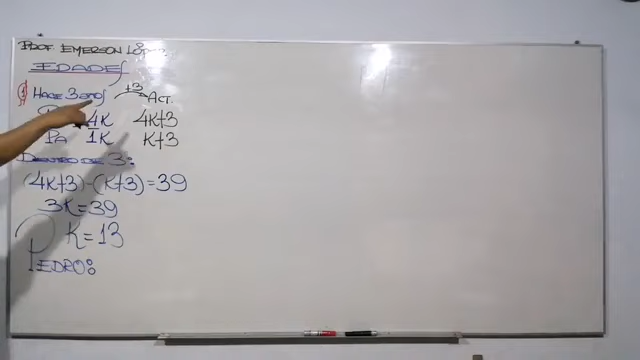 PROF. EMERSON
EDADES
① HACE 3 AÑOS +3 ACT.
4K 4K+3
PA 1K K+3
DENTRO DE 3:
(4K+3)-(K+3)=39
3K=39
K=13
PEDRO: